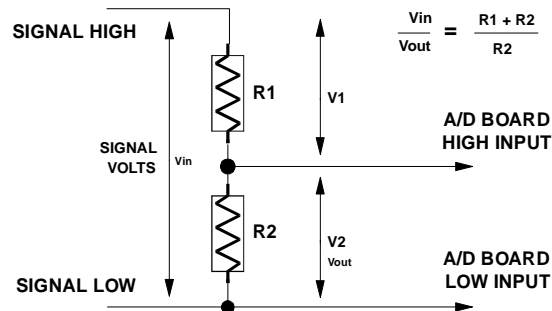 SIGNAL HIGH
Vin
Vout
=
R1 + R2
R2
R1
V1
A/D BOARD
HIGH INPUT
SIGNAL
VOLTS
Vin
R2
V2
Vout
A/D BOARD
LOW INPUT
SIGNAL LOW